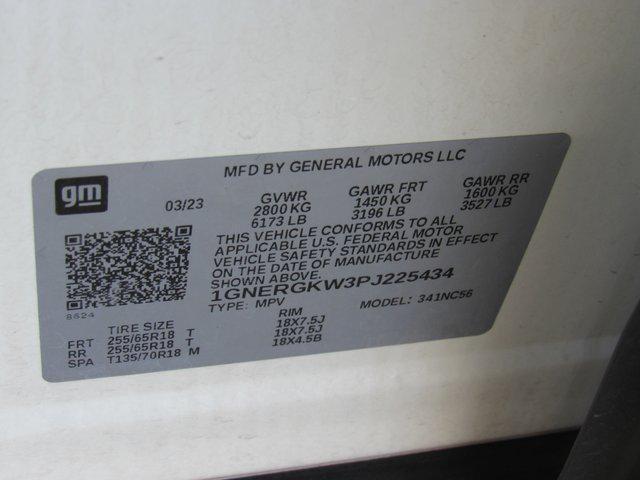 MFD BY GENERAL MOTORS LLC
gm
03/23 GVWR GAWR FRT GAWR RR
2800 KG 1450 KG 1600 KG
6173 LB 3196 LB 3527 LB
THIS VEHICLE CONFORMS TO ALL
APPLICABLE U.S. FEDERAL MOTOR
VEHICLE SAFETY STANDARDS IN EFFECT
ON THE DATE OF MANUFACTURE
SHOWN ABOVE.
1GNERGKW3PJ225434
TYPE: MPV MODEL: 341NC56
8624
TIRE SIZE RIM
FRT 255/65R18 T 18X7.5J
RR 255/65R18 T 18X7.5J
SPA T135/70R18 M 18X4.5B